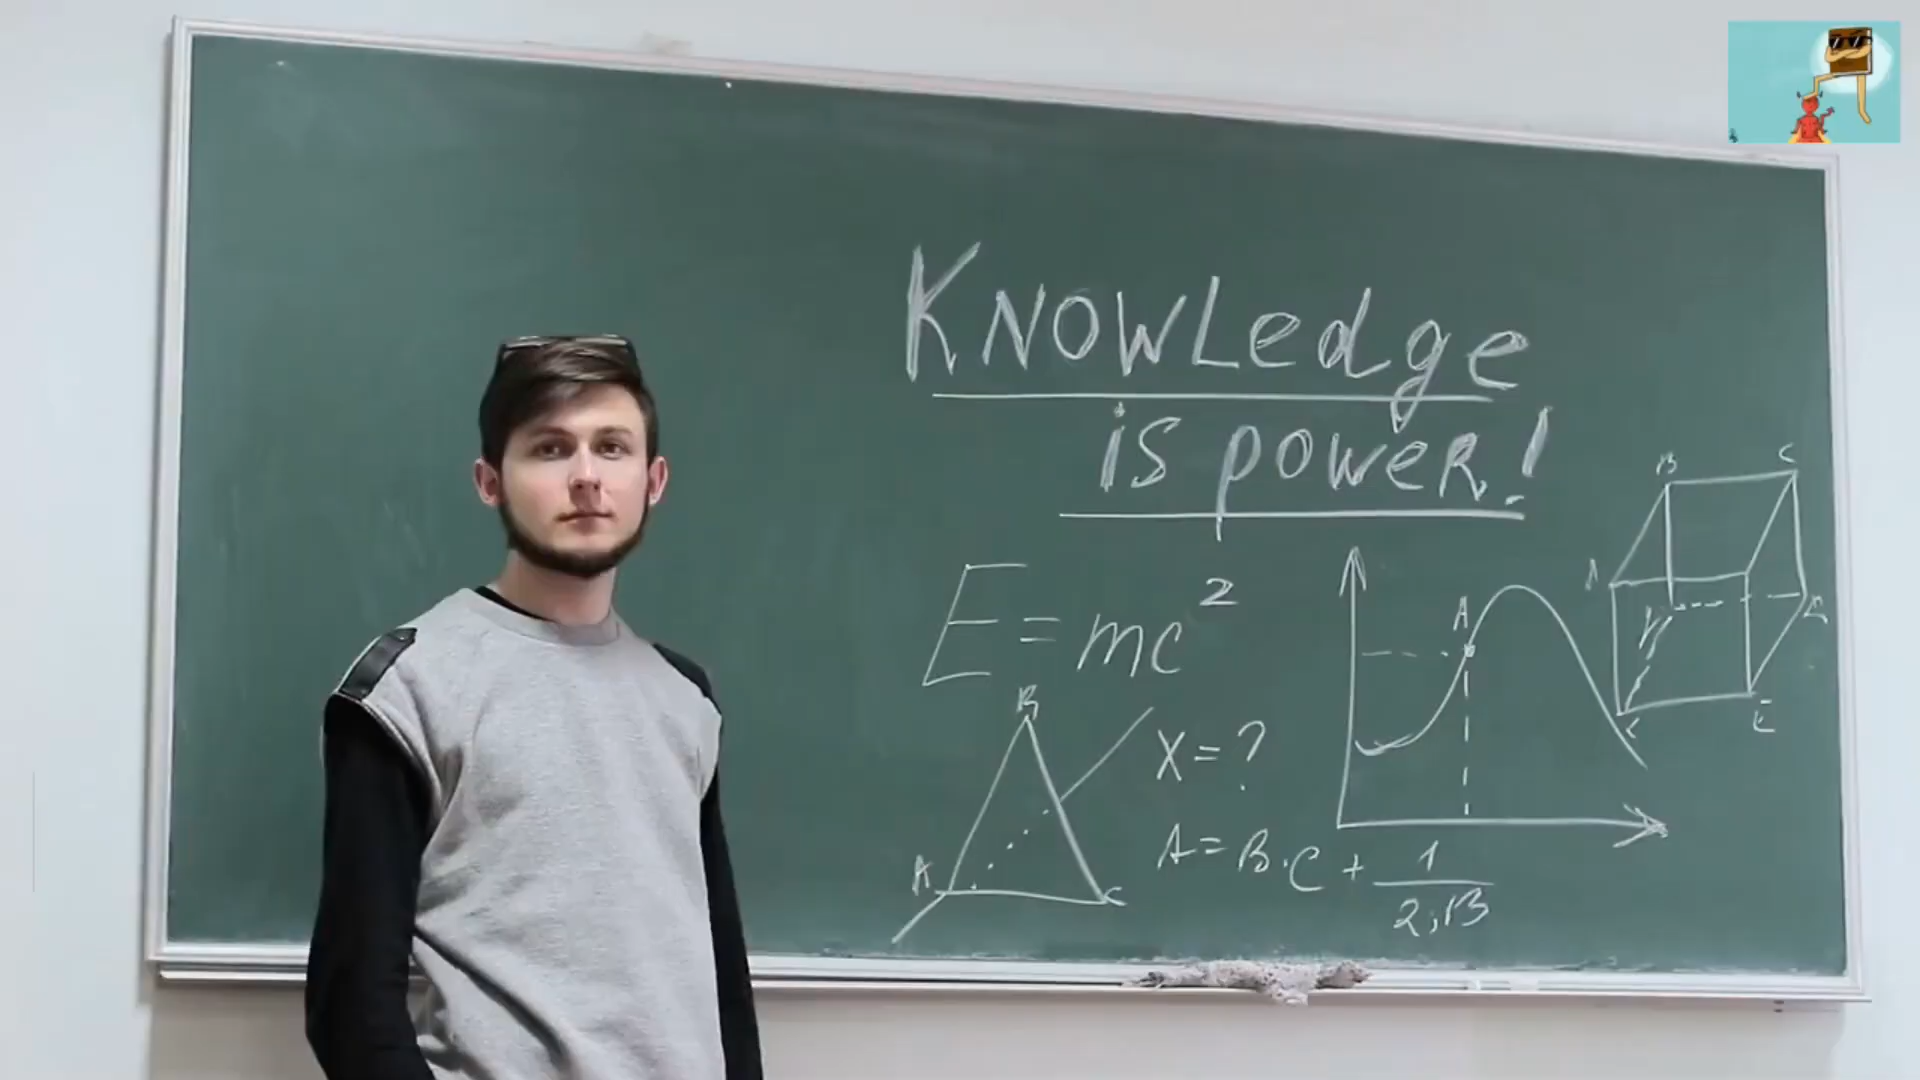 KNOWLedge
is poweR!
E=mc²
B
A
C
X=?
A=B.C+1/2,13
A
B
C
E